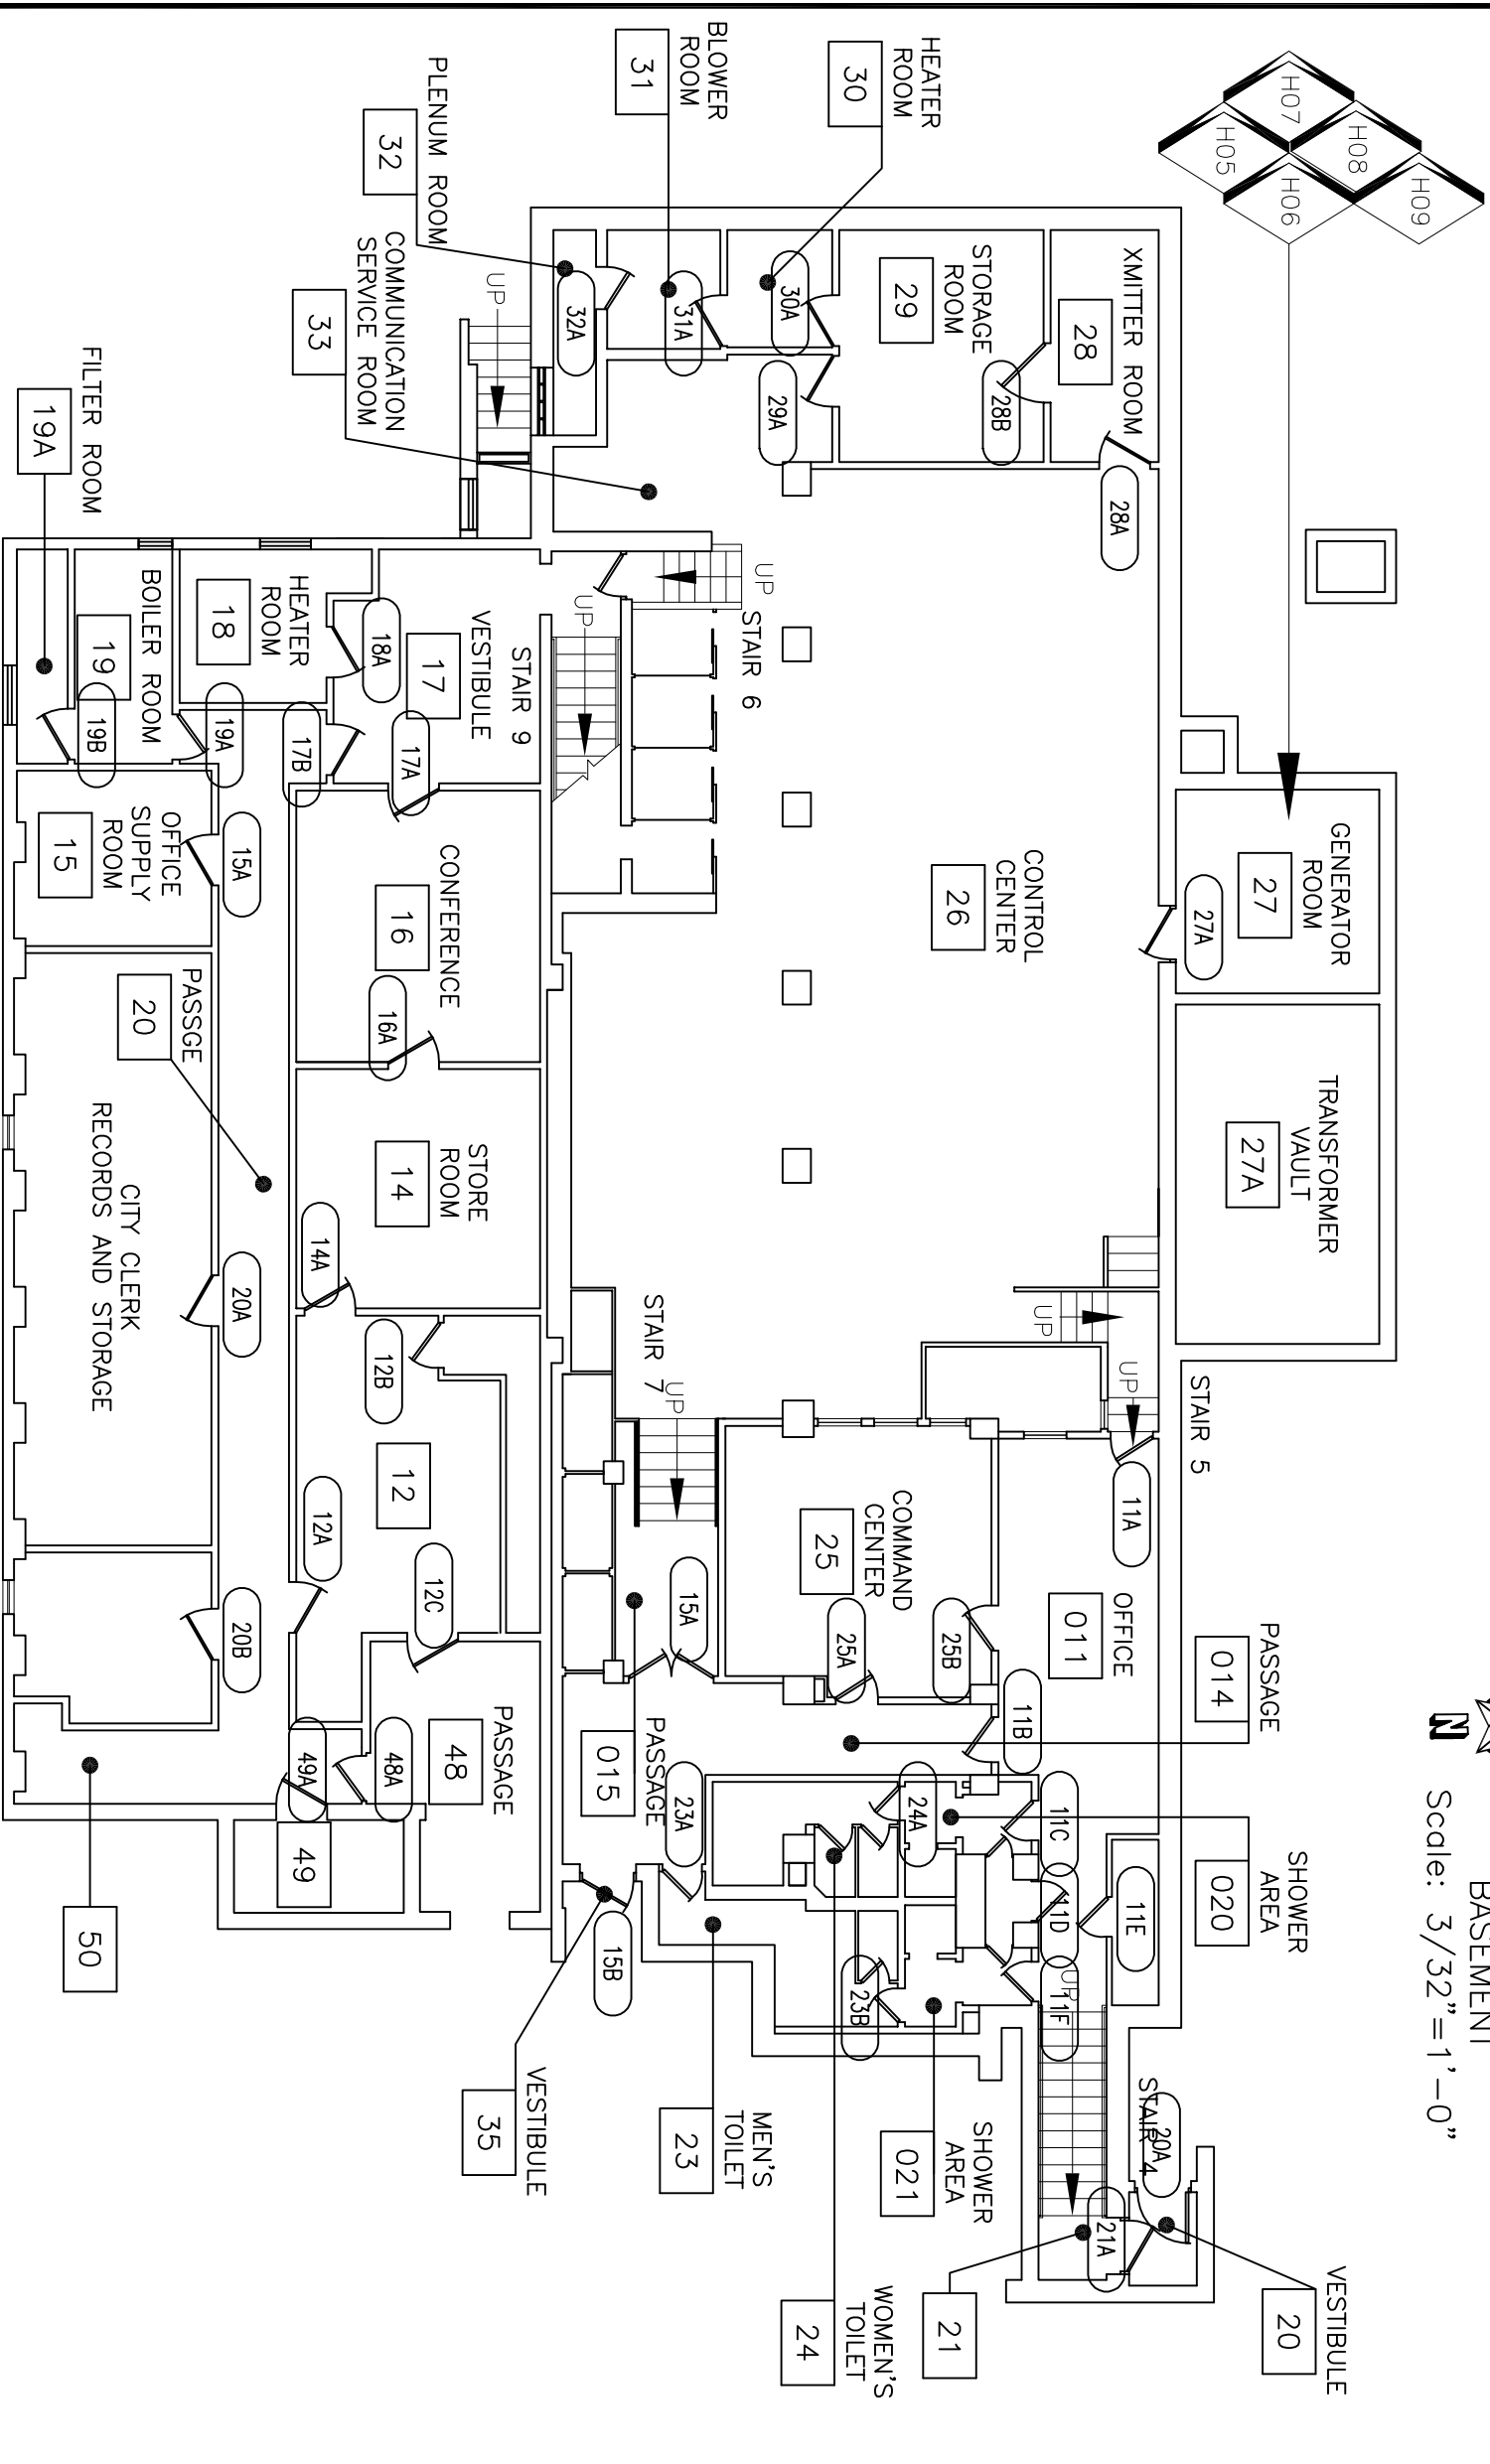 BASEMENT
Scale: 3/32"=1'-0"
N
H07
H08
H09
H05
H06
HEATER
ROOM
30
BLOWER
ROOM
31
PLENUM ROOM
32
COMMUNICATION
SERVICE ROOM
33
FILTER ROOM
19A
XMITTER ROOM
28
STORAGE
ROOM
29
30A
31A
32A
29A
28B
28A
UP
UP
STAIR 6
UP
STAIR 9
VESTIBULE
17
HEATER
ROOM
18
BOILER ROOM
19
18A
17A
17B
19A
19B
GENERATOR
ROOM
27
27A
TRANSFORMER
VAULT
27A
CONTROL
CENTER
26
CONFERENCE
16
16A
OFFICE
SUPPLY
ROOM
15
15A
PASSGE
20
CITY CLERK
RECORDS AND STORAGE
20A
20B
STORE
ROOM
14
14A
12B
12
12A
12C
STAIR 7
UP
UP
UP
STAIR 5
11A
COMMAND
CENTER
25
25A
25B
OFFICE
011
11B
PASSAGE
014
15A
PASSAGE
015
PASSAGE
48
48A
49A
49
50
23A
24A
11C
11D
11E
11F
UP
SHOWER
AREA
020
15B
23B
VESTIBULE
35
MEN'S
TOILET
23
SHOWER
AREA
021
WOMEN'S
TOILET
24
STAIR 4
20A
21A
21
VESTIBULE
20